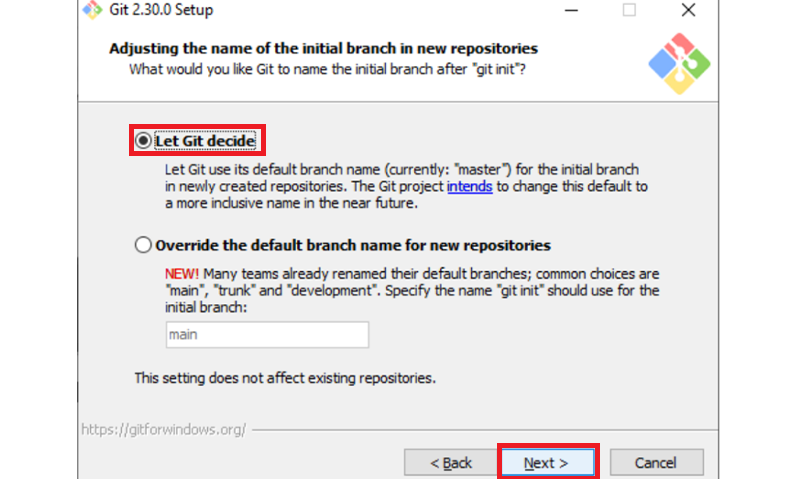 Git 2.30.0 Setup
Adjusting the name of the initial branch in new repositories
What would you like Git to name the initial branch after "git init"?
Let Git decide
Let Git use its default branch name (currently: "master") for the initial branch
in newly created repositories. The Git project intends to change this default to
a more inclusive name in the near future.
Override the default branch name for new repositories
NEW! Many teams already renamed their default branches; common choices are
"main", "trunk" and "development". Specify the name "git init" should use for the
initial branch:
main
This setting does not affect existing repositories.
https://gitforwindows.org/
< Back
Next >
Cancel